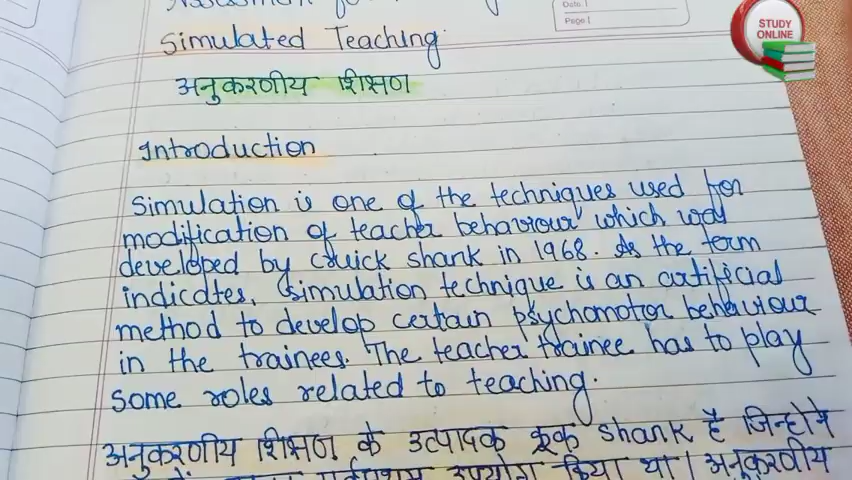 Date
Page
STUDY
ONLINE
Simulated Teaching
अनुकरणीय शिक्षण
Introduction
Simulation is one of the techniques used for
modification of teacher behaviour which was
developed by Cruick shank in 1968. As the term
indicates, simulation technique is an artificial
method to develop certain psychomotor behaviour
in the trainees. The teacher trainee has to play
some roles related to teaching.
अनुकरणीय शिक्षण के उत्पादक क्रूक shank है जिन्होने
उपयोग किया था। अनुकरणीय